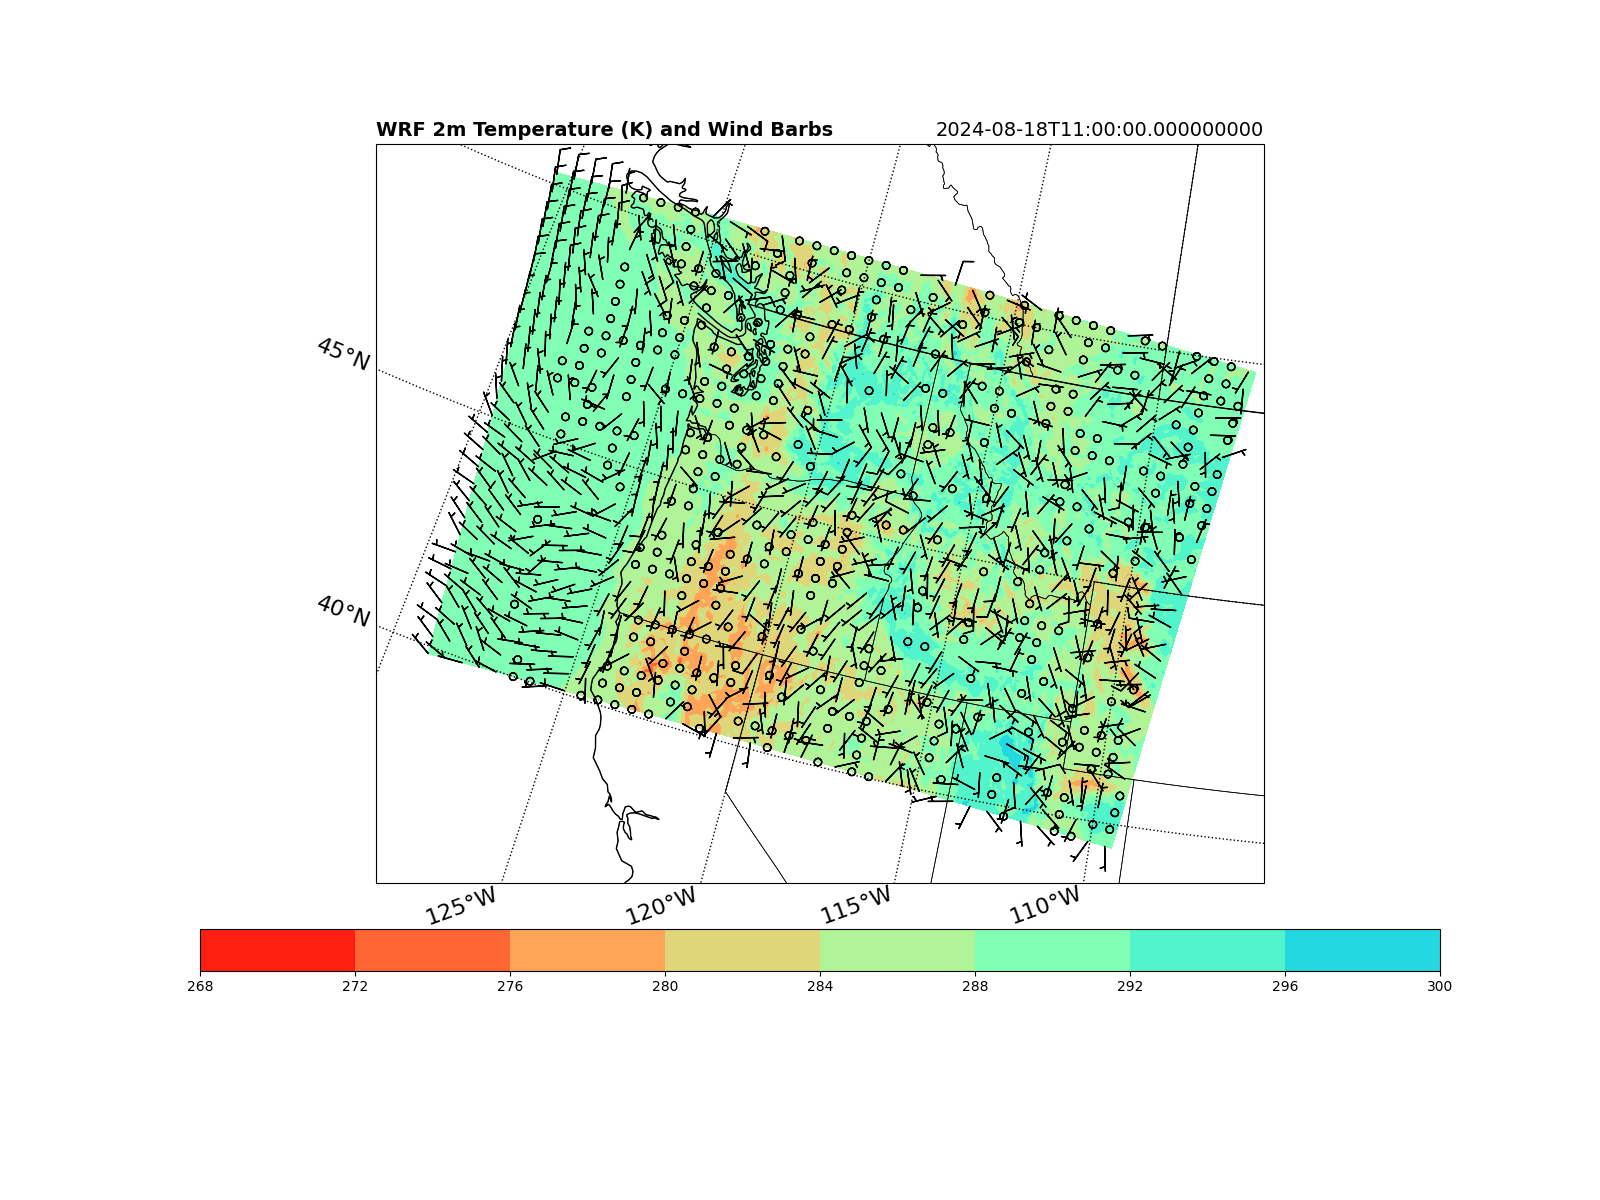 WRF 2m Temperature (K) and Wind Barbs 2024-08-18T11:00:00.000000000
45°N
40°N
125°W 120°W 115°W 110°W
268 272 276 280 284 288 292 296 300